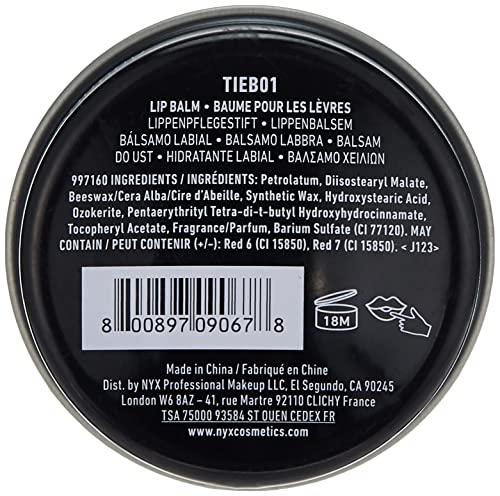 TIEB01
LIP BALM • BAUME POUR LES LÈVRES
LIPPENPFLEGESTIFT • LIPPENBALSEM
BÁLSAMO LABIAL • BALSAMO LABBRA • BALSAM
DO UST • HIDRATANTE LABIAL • ΒΑΛΣΑΜΟ ΧΕΙΛΙΩΝ
997160 INGREDIENTS / INGRÉDIENTS: Petrolatum, Diisostearyl Malate,
Beeswax/Cera Alba/Cire d'Abeille, Synthetic Wax, Hydroxystearic Acid,
Ozokerite, Pentaerythrityl Tetra-di-t-butyl Hydroxyhydrocinnamate,
Tocopheryl Acetate, Fragrance/Parfum, Barium Sulfate (CI 77120). MAY
CONTAIN / PEUT CONTENIR (+/-): Red 6 (CI 15850), Red 7 (CI 15850). < J123>
8 00897 09067 8
18M
Made in China / Fabriqué en Chine
Dist. by NYX Professional Makeup LLC, El Segundo, CA 90245
London W6 8AZ – 41, rue Martre 92110 CLICHY France
TSA 75000 93584 ST OUEN CEDEX FR
www.nyxcosmetics.com